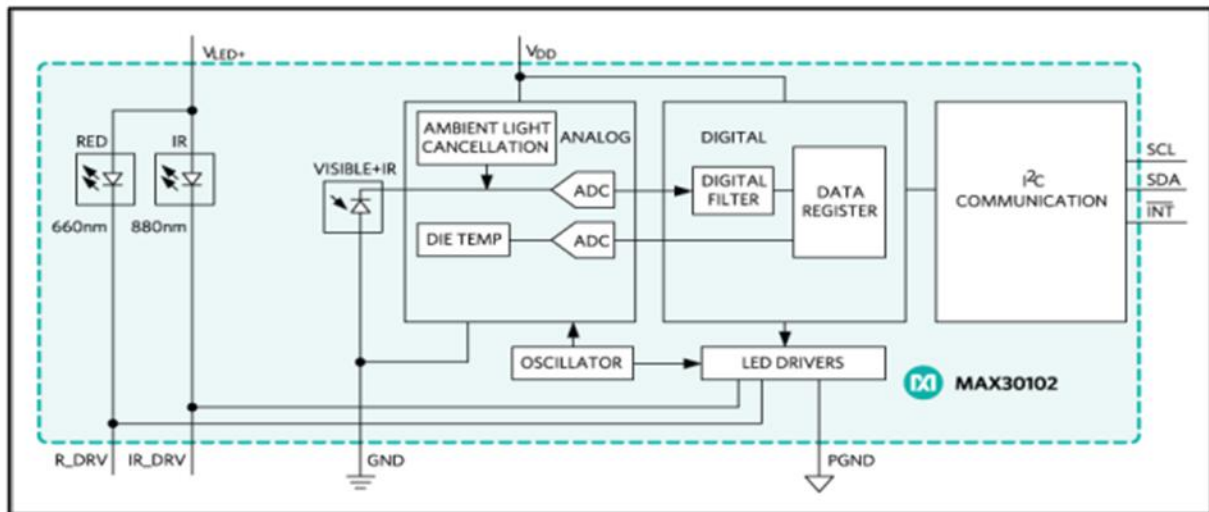 VLED+
VDD
RED
IR
660nm
880nm
VISIBLE+IR
AMBIENT LIGHT
CANCELLATION
ANALOG
ADC
DIE TEMP
ADC
DIGITAL
DIGITAL
FILTER
DATA
REGISTER
I²C
COMMUNICATION
SCL
SDA
INT
OSCILLATOR
LED DRIVERS
MAX30102
R_DRV
IR_DRV
GND
PGND